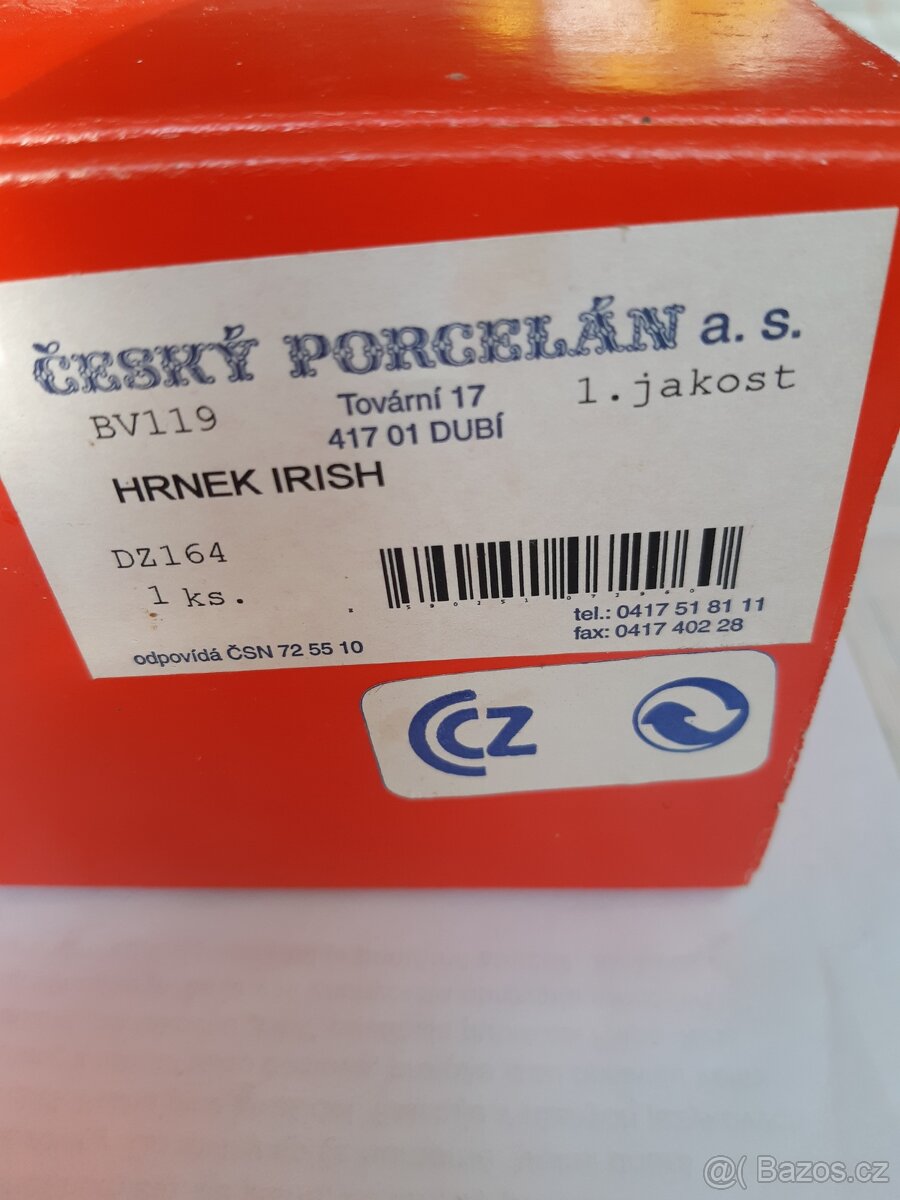 ČESKÝ PORCELÁN a. s.
BV119
Tovární 17
1.jakost
417 01 DUBÍ
HRNEK IRISH
DZ164
1 ks.
tel.: 0417 51 81 11
fax: 0417 402 28
odpovídá ČSN 72 55 10
CCZ
@( Bazos.cz